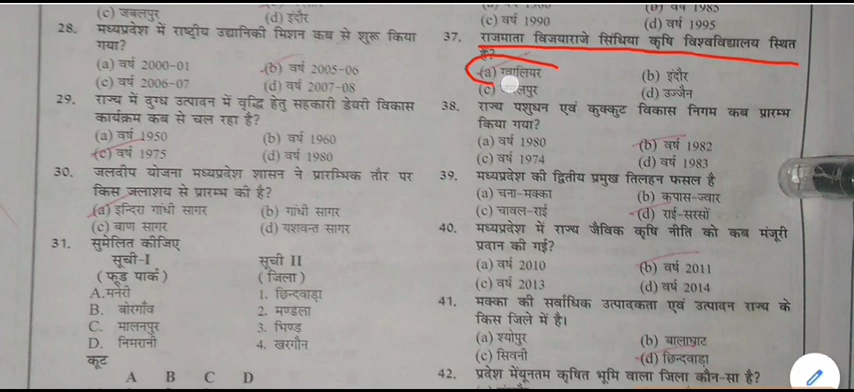 (c) जबलपुर (d) इंदौर
28. मध्यप्रदेश में राष्ट्रीय उद्यानिकी मिशन कब से शुरू किया
गया?
(a) वर्ष 2000-01 (b) वर्ष 2005-06
(c) वर्ष 2006-07 (d) वर्ष 2007-08
29. राज्य में दुग्ध उत्पादन में वृद्धि हेतु सहकारी डेयरी विकास
कार्यक्रम कब से चल रहा है?
(a) वर्ष 1950 (b) वर्ष 1960
(c) वर्ष 1975 (d) वर्ष 1980
30. जलदीप योजना मध्यप्रदेश शासन ने प्रारम्भिक तौर पर
किस जलाशय से प्रारम्भ की है?
(a) इन्दिरा गांधी सागर (b) गांधी सागर
(c) बाण सागर (d) यशवन्त सागर
31. सुमेलित कीजिए
सूची-I सूची II
(फूड पार्क) (जिला)
A. मनेरी 1. छिन्दवाड़ा
B. बोरगाँव 2. मण्डला
C. मालनपुर 3. भिण्ड
D. निमरानी 4. खरगौन
कूट
A B C D
(b) वर्ष 1985
(c) वर्ष 1990 (d) वर्ष 1995
37. राजमाता विजयाराजे सिंधिया कृषि विश्वविद्यालय स्थित
है?
(a) ग्वालियर (b) इंदौर
(c) लपुर (d) उज्जैन
38. राज्य पशुधन एवं कुक्कुट विकास निगम कब प्रारम्भ
किया गया?
(a) वर्ष 1980 (b) वर्ष 1982
(c) वर्ष 1974 (d) वर्ष 1983
39. मध्यप्रदेश की द्वितीय प्रमुख तिलहन फसल है
(a) चना-मक्का (b) कपास-ज्वार
(c) चावल-राई (d) राई-सरसों
40. मध्यप्रदेश में राज्य जैविक कृषि नीति को कब मंजूरी
प्रदान की गई?
(a) वर्ष 2010 (b) वर्ष 2011
(c) वर्ष 2013 (d) वर्ष 2014
41. मक्का की सर्वाधिक उत्पादकता एवं उत्पादन राज्य के
किस जिले में है।
(a) श्योपुर (b) बालाघाट
(c) सिवनी (d) छिन्दवाड़ा
42. प्रदेश मेंयूनतम कृषित भूमि वाला जिला कौन-सा है?